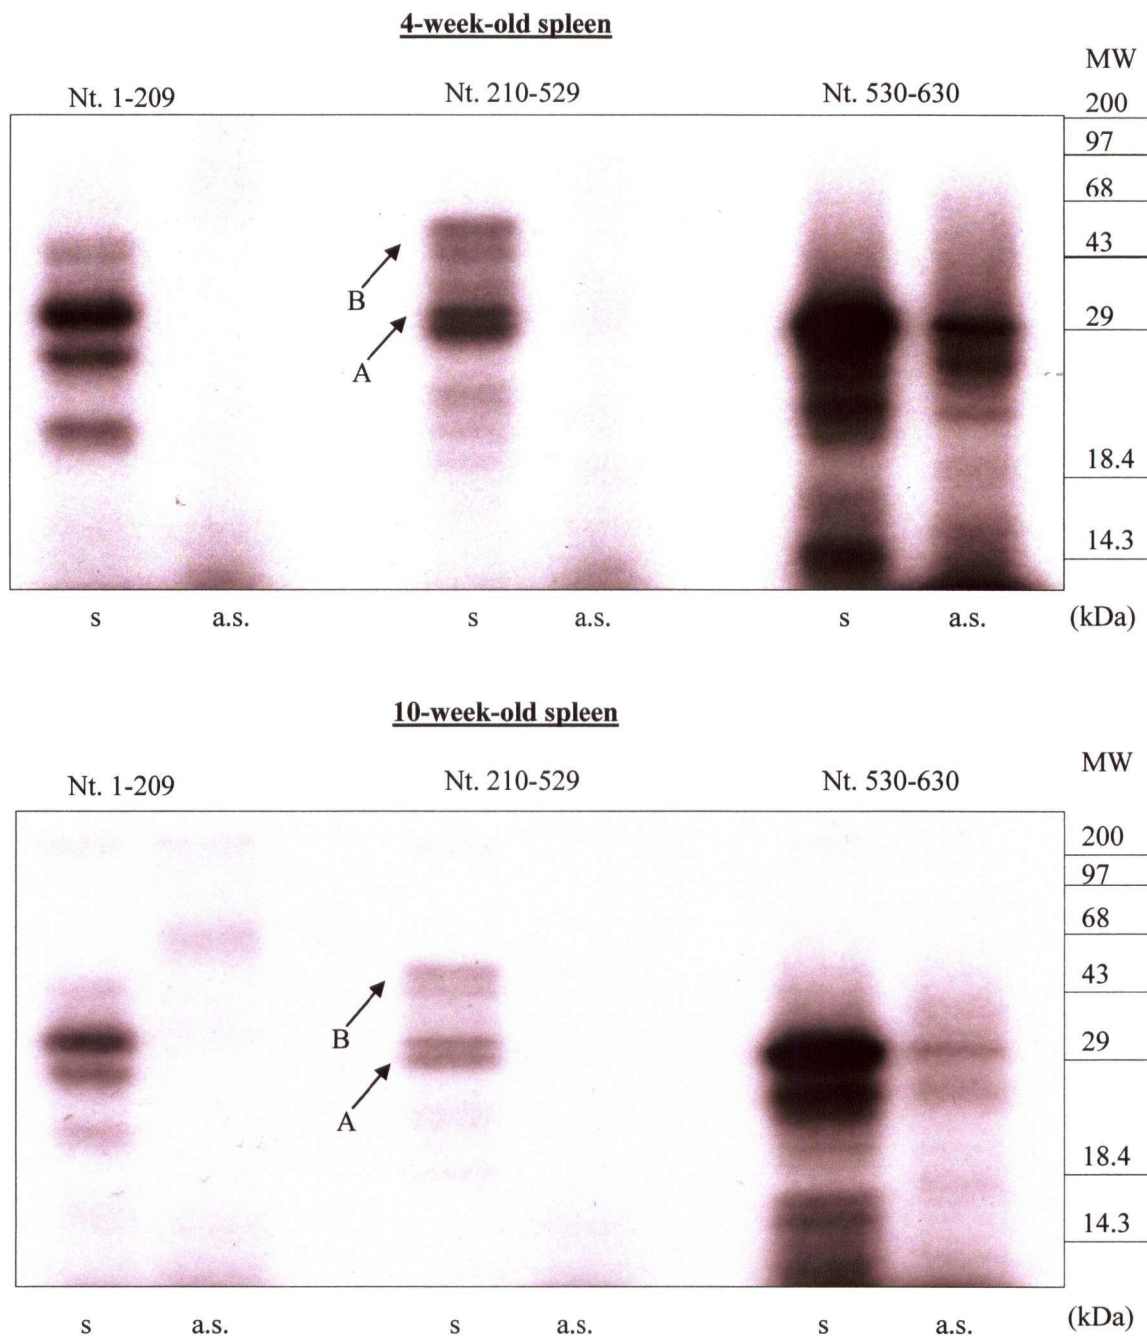 4-week-old spleen
MW
Nt. 1-209 Nt. 210-529 Nt. 530-630
200
97
68
43
B
29
A
18.4
14.3
s a.s. s a.s. s a.s. (kDa)
10-week-old spleen
MW
Nt. 1-209 Nt. 210-529 Nt. 530-630
200
97
68
43
B
29
A
18.4
14.3
s a.s. s a.s. s a.s. (kDa)